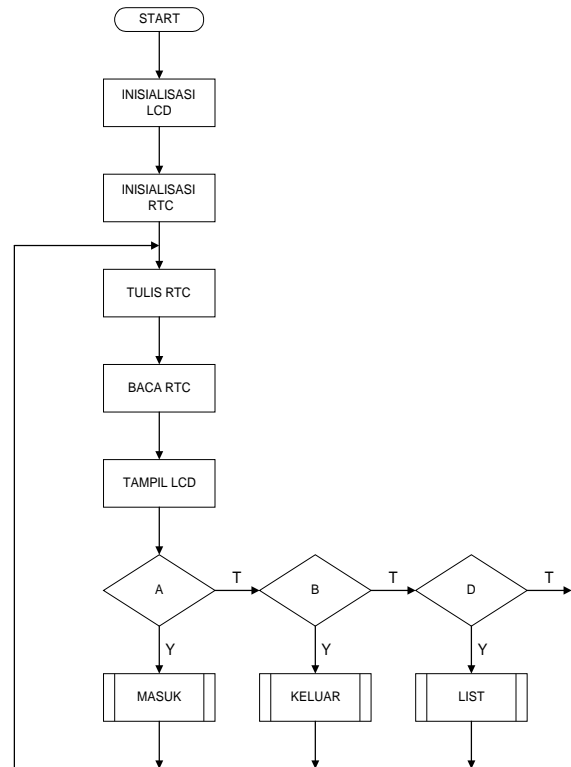 START
INISIALISASI
LCD
INISIALISASI
RTC
TULIS RTC
BACA RTC
TAMPIL LCD
A
T
B
T
D
T
Y
Y
Y
MASUK
KELUAR
LIST